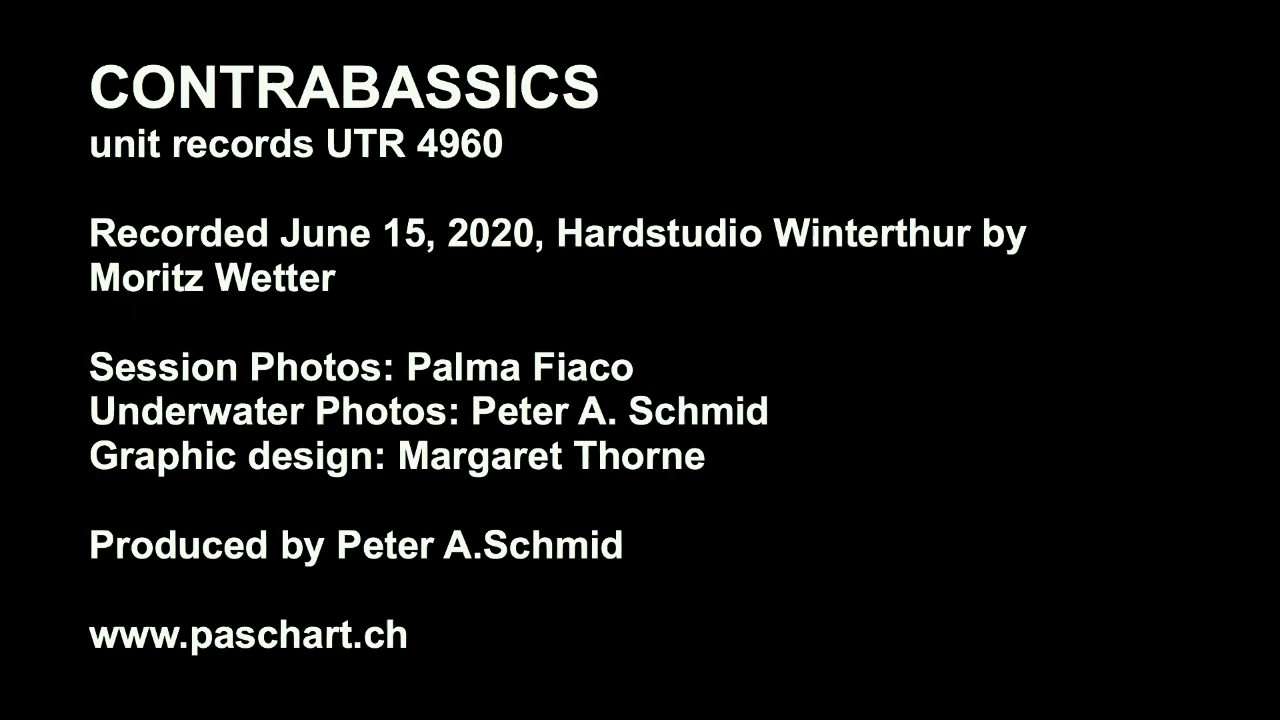 CONTRABASSICS
unit records UTR 4960
Recorded June 15, 2020, Hardstudio Winterthur by
Moritz Wetter
Session Photos: Palma Fiaco
Underwater Photos: Peter A. Schmid
Graphic design: Margaret Thorne
Produced by Peter A.Schmid
www.paschart.ch